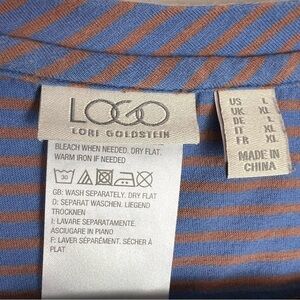 LOGO
LORI GOLDSTEIN
BLEACH WHEN NEEDED. DRY FLAT.
WARM IRON IF NEEDED
30
GB: WASH SEPARATELY. DRY FLAT
D: SEPARAT WASCHEN. LIEGEND
TROCKNEN
I: LAVARE SEPARATAMENTE.
ASCIUGARE IN PIANO
F: LAVER SÉPARÉMENT. SÉCHER À
PLAT
US L
UK XL
DE L
IT XL
FR XL
MADE IN
CHINA